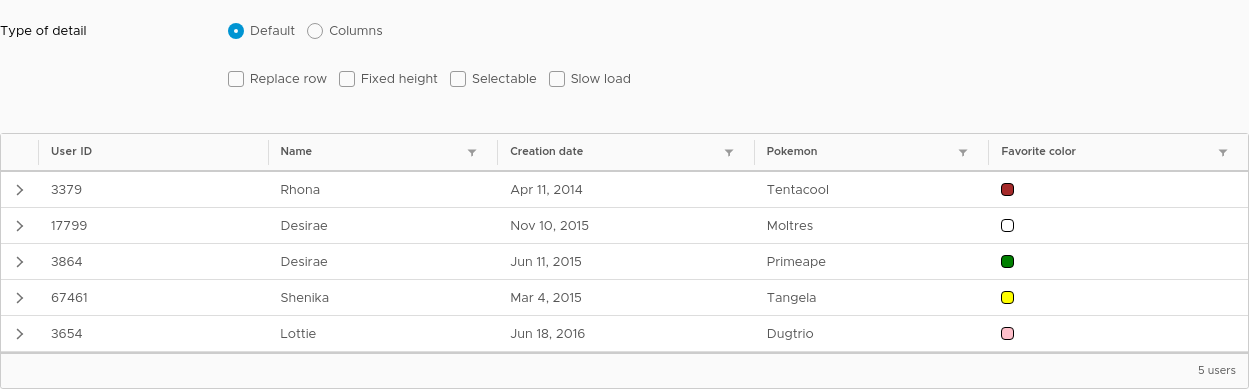 Type of detail Default Columns
Replace row Fixed height Selectable Slow load
User ID Name Creation date Pokemon Favorite color
3379 Rhona Apr 11, 2014 Tentacool
17799 Desirae Nov 10, 2015 Moltres
3864 Desirae Jun 11, 2015 Primeape
67461 Shenika Mar 4, 2015 Tangela
3654 Lottie Jun 18, 2016 Dugtrio
5 users